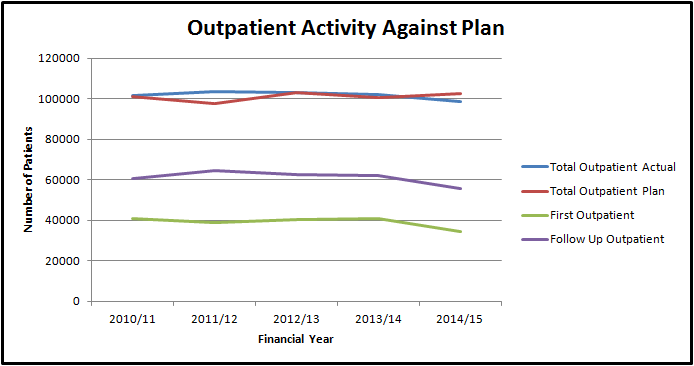 Outpatient Activity Against Plan
120000
100000
80000
60000
40000
20000
0
Number of Patients
2010/11 2011/12 2012/13 2013/14 2014/15
Financial Year
Total Outpatient Actual
Total Outpatient Plan
First Outpatient
Follow Up Outpatient